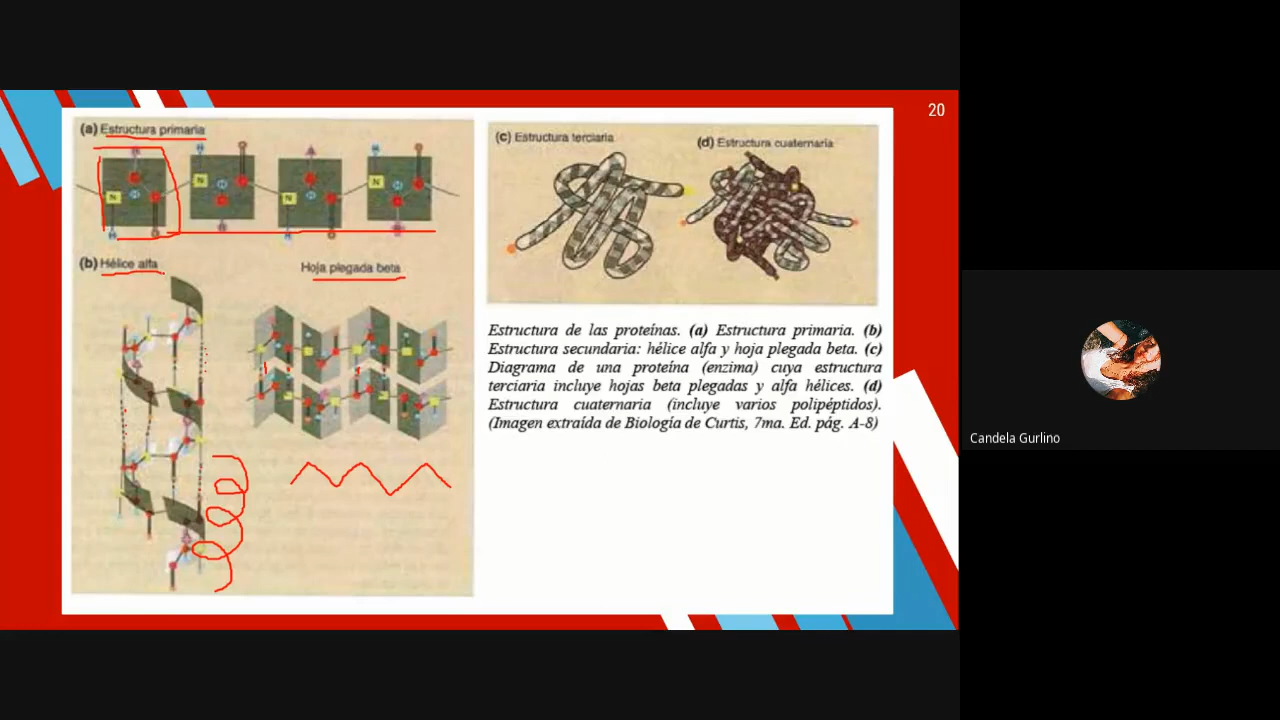 20
(a) Estructura primaria
N
N
N
N
(b) Hélice alfa
Hoja plegada beta
(c) Estructura terciaria
(d) Estructura cuaternaria
Estructura de las proteínas. (a) Estructura primaria. (b)
Estructura secundaria: hélice alfa y hoja plegada beta. (c)
Diagrama de una proteína (enzima) cuya estructura
terciaria incluye hojas beta plegadas y alfa hélices. (d)
Estructura cuaternaria (incluye varios polipéptidos).
(Imagen extraída de Biología de Curtis, 7ma. Ed. pág. A-8)
Candela Gurlino